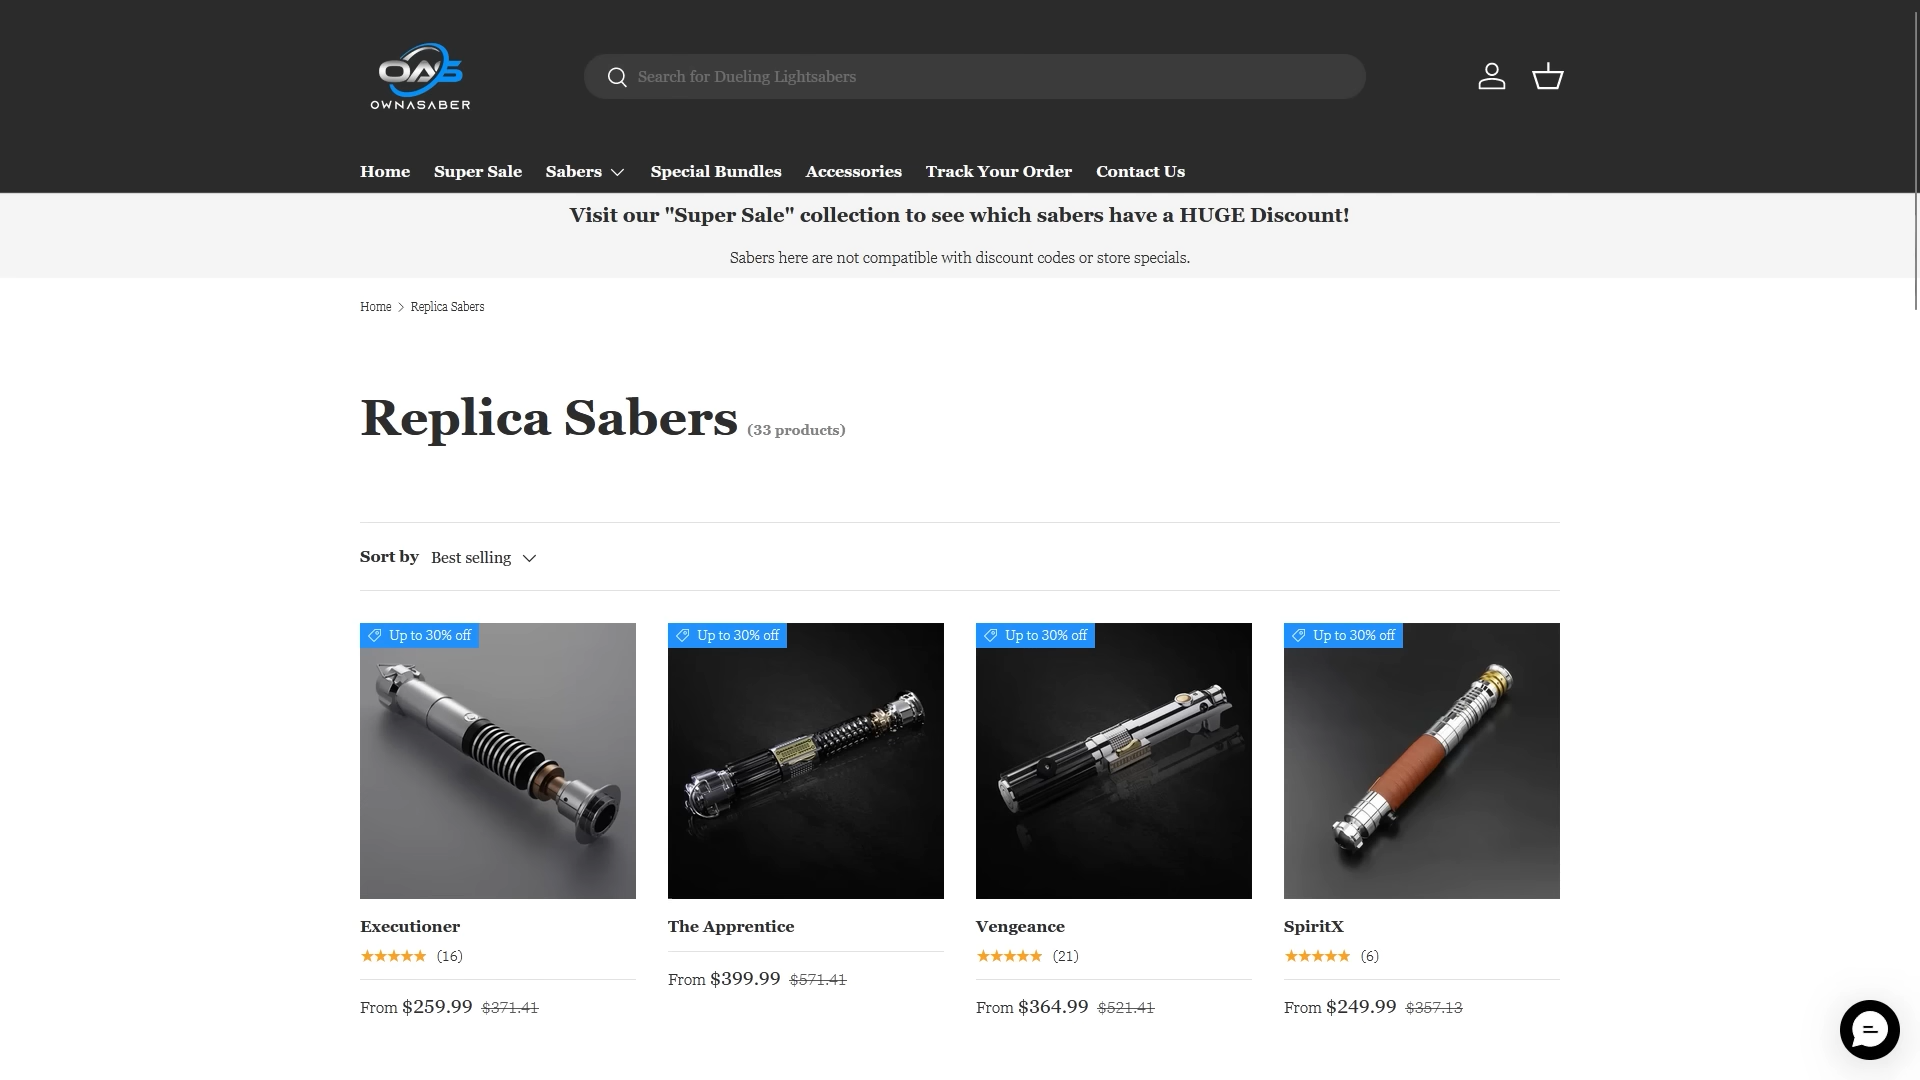 OAS
OWNASABER
Search for Dueling Lightsabers
Home Super Sale Sabers Special Bundles Accessories Track Your Order Contact Us
Visit our "Super Sale" collection to see which sabers have a HUGE Discount!
Sabers here are not compatible with discount codes or store specials.
Home > Replica Sabers
Replica Sabers (33 products)
Sort by Best selling
Up to 30% off
Up to 30% off
Up to 30% off
Up to 30% off
Executioner
★★★★★ (16)
From $259.99 $371.41
The Apprentice
From $399.99 $571.41
Vengeance
★★★★★ (21)
From $364.99 $521.41
SpiritX
★★★★★ (6)
From $249.99 $357.13